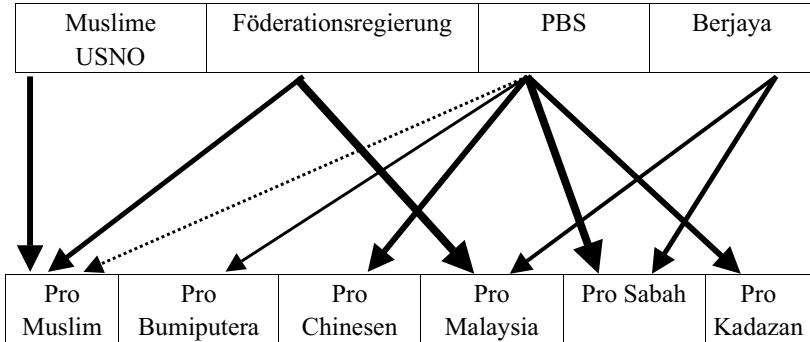 Muslime
USNO
Föderationsregierung
PBS
Berjaya
Pro
Muslim
Pro
Bumiputera
Pro
Chinesen
Pro
Malaysia
Pro Sabah
Pro
Kadazan